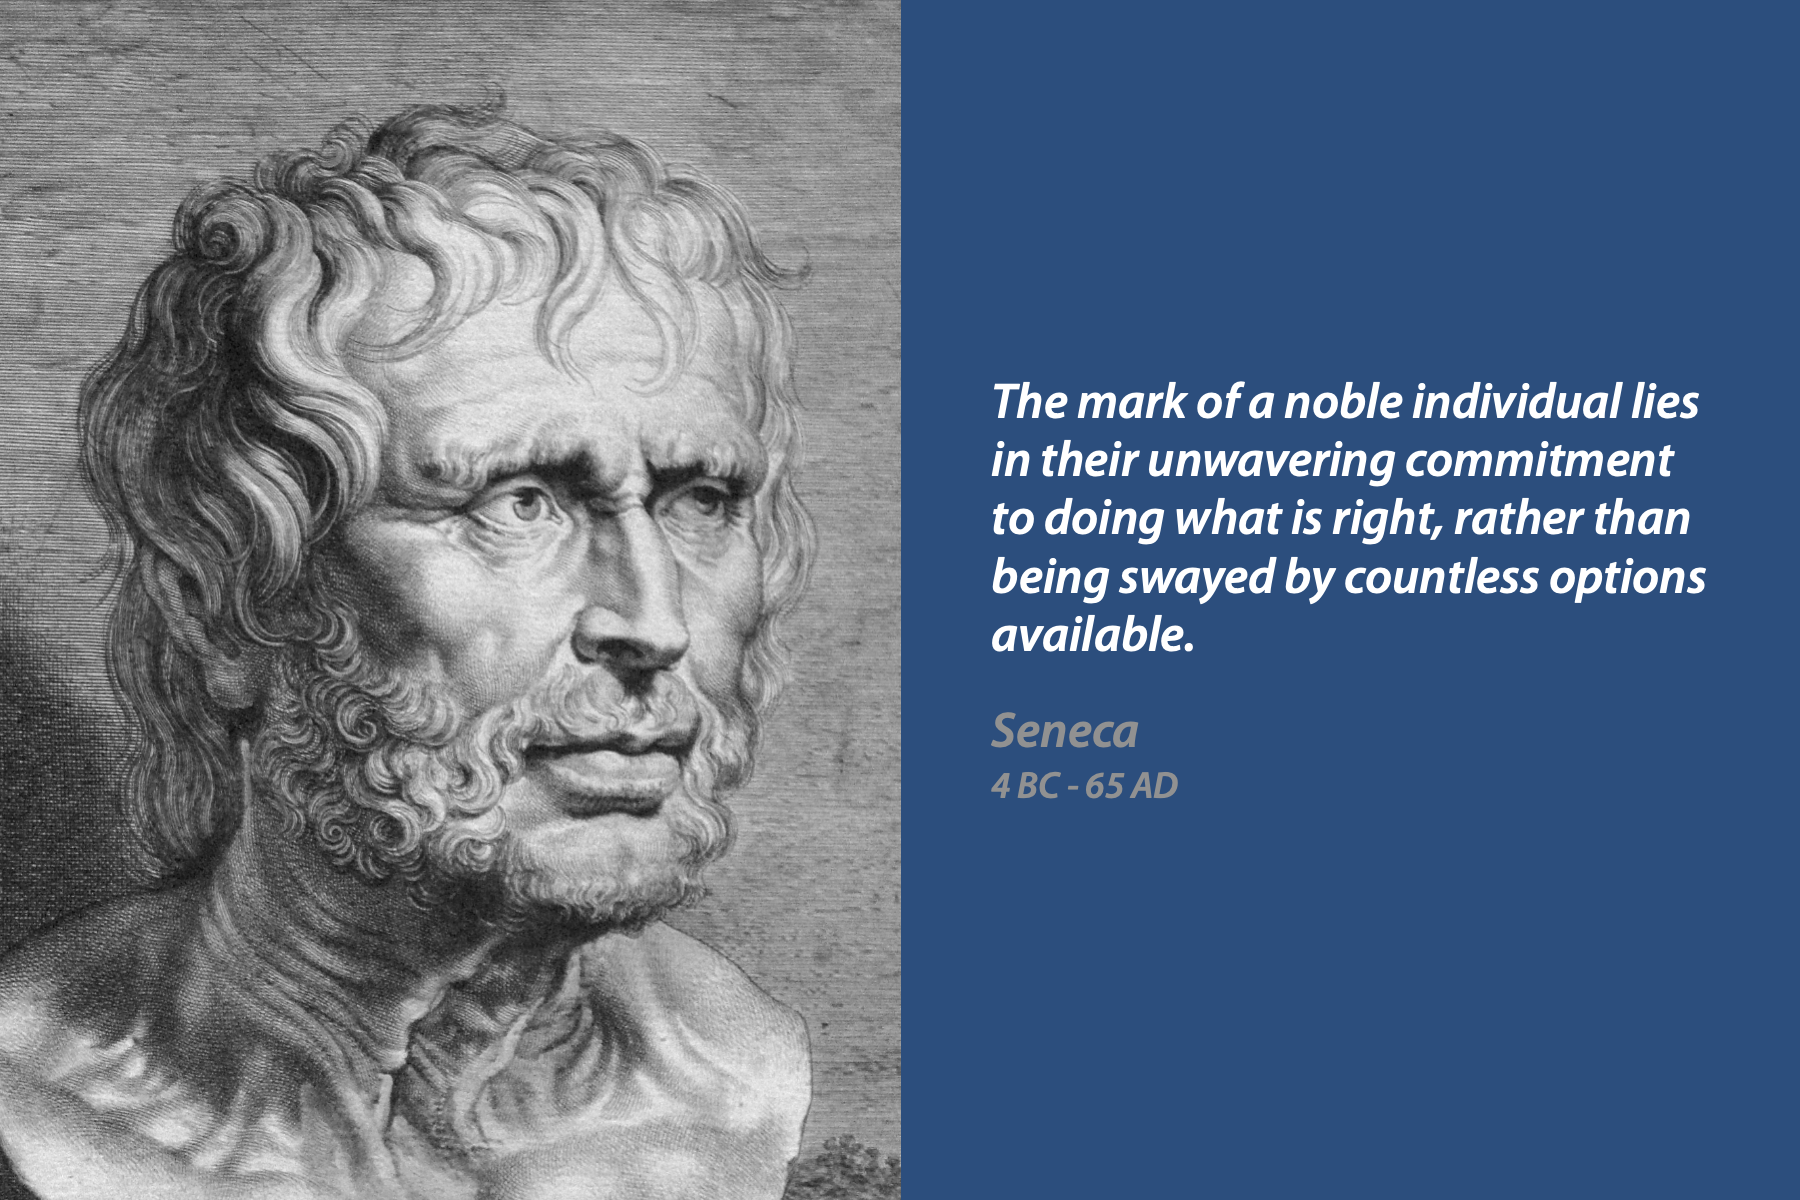 The mark of a noble individual lies
in their unwavering commitment
to doing what is right, rather than
being swayed by countless options
available.
Seneca
4 BC - 65 AD